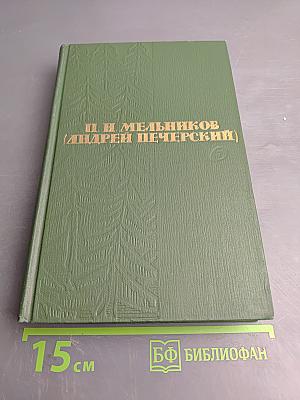 П. И. МЕЛЬНИКОВ
(АНДРЕЙ ПЕЧЕРСКИЙ)
15 см
БФ БИБЛИОФАН